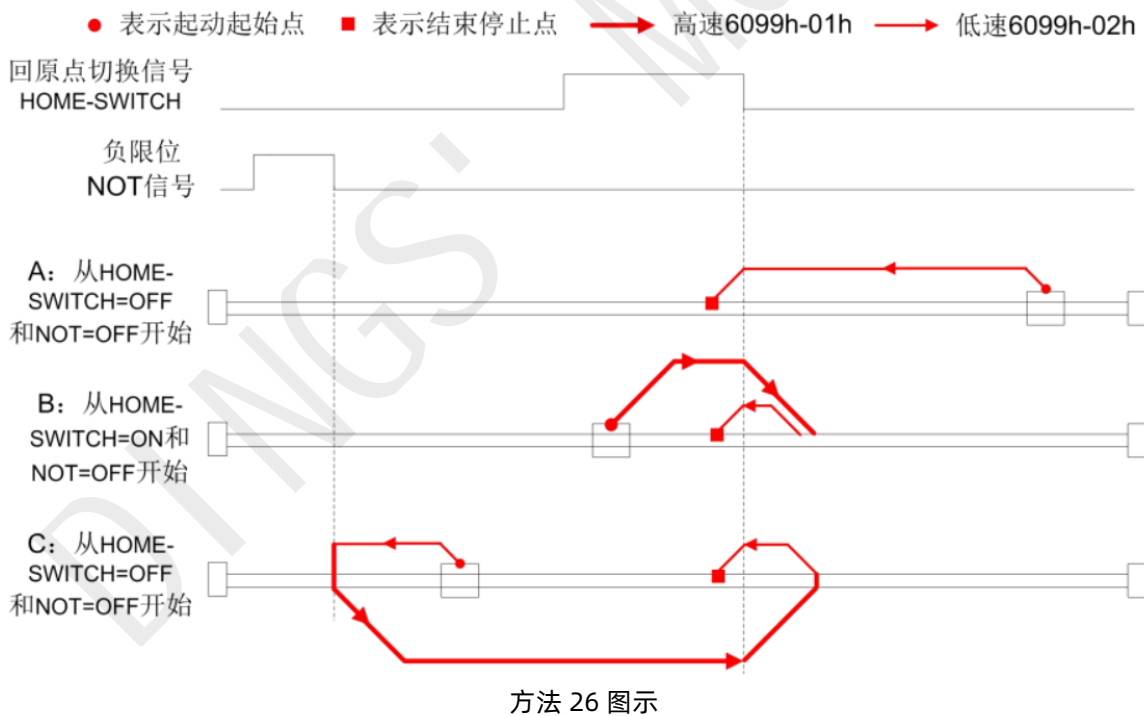 表示起动起始点 表示结束停止点 高速6099h-01h 低速6099h-02h
回原点切换信号
HOME-SWITCH
负限位
NOT信号
A：从HOME-
SWITCH=OFF
和NOT=OFF开始
B：从HOME-
SWITCH=ON和
NOT=OFF开始
C：从HOME-
SWITCH=OFF
和NOT=OFF开始
DINGS' M
方法 26 图示